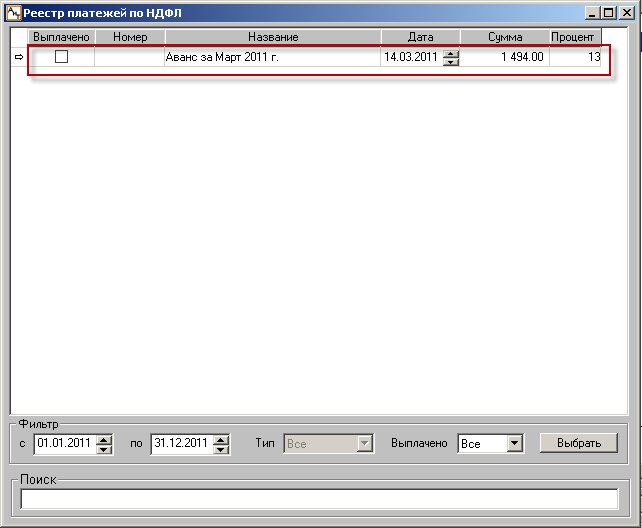 Реестр платежей по НДФЛ
Выплачено Номер Название Дата Сумма Процент
Аванс за Март 2011 г. 14.03.2011 1 494.00 13
Фильтр
с 01.01.2011 по 31.12.2011 Тип Все Выплачено Все Выбрать
Поиск